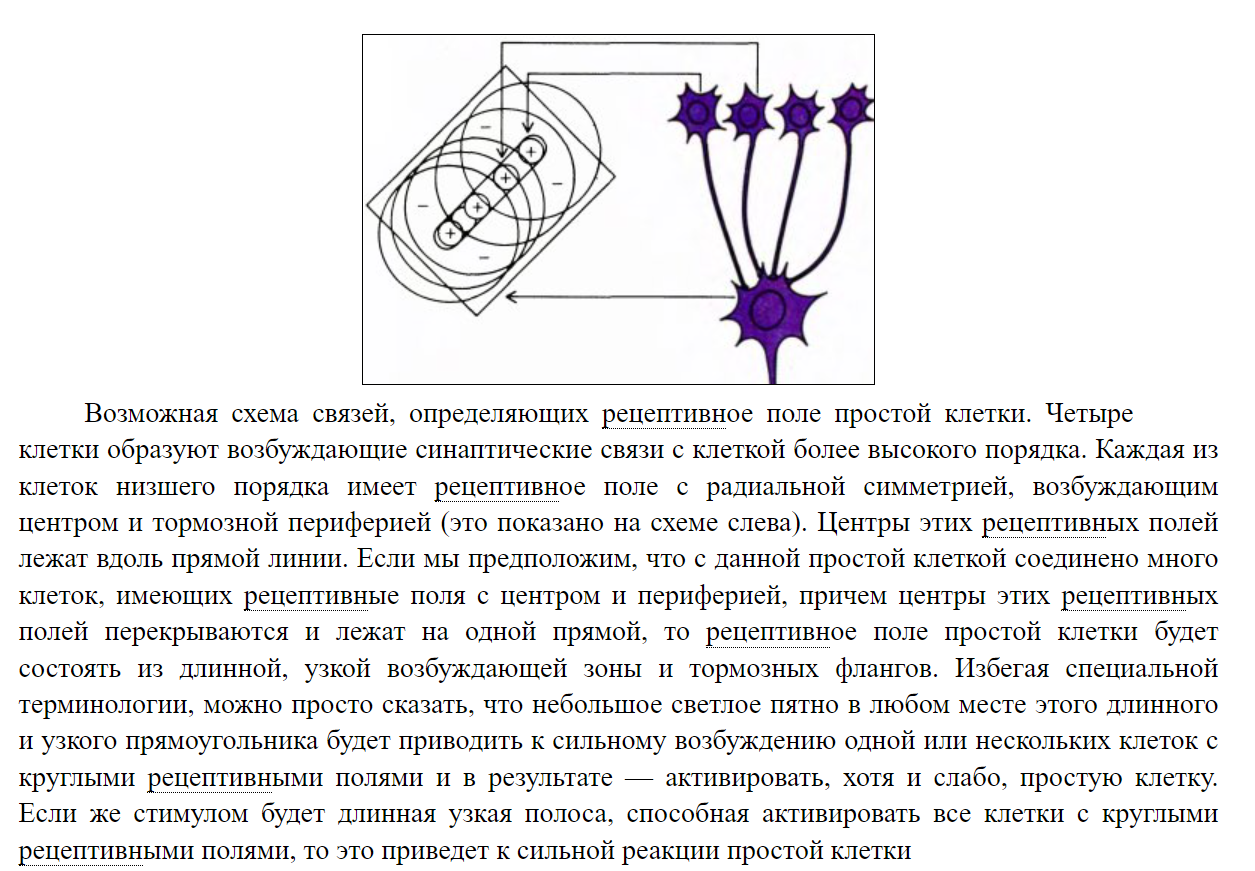 +
+
+
+
−
−
−
−
Возможная схема связей, определяющих рецептивное поле простой клетки. Четыре
клетки образуют возбуждающие синаптические связи с клеткой более высокого порядка. Каждая из
клеток низшего порядка имеет рецептивное поле с радиальной симметрией, возбуждающим
центром и тормозной периферией (это показано на схеме слева). Центры этих рецептивных полей
лежат вдоль прямой линии. Если мы предположим, что с данной простой клеткой соединено много
клеток, имеющих рецептивные поля с центром и периферией, причем центры этих рецептивных
полей перекрываются и лежат на одной прямой, то рецептивное поле простой клетки будет
состоять из длинной, узкой возбуждающей зоны и тормозных флангов. Избегая специальной
терминологии, можно просто сказать, что небольшое светлое пятно в любом месте этого длинного
и узкого прямоугольника будет приводить к сильному возбуждению одной или нескольких клеток с
круглыми рецептивными полями и в результате — активировать, хотя и слабо, простую клетку.
Если же стимулом будет длинная узкая полоса, способная активировать все клетки с круглыми
рецептивными полями, то это приведет к сильной реакции простой клетки